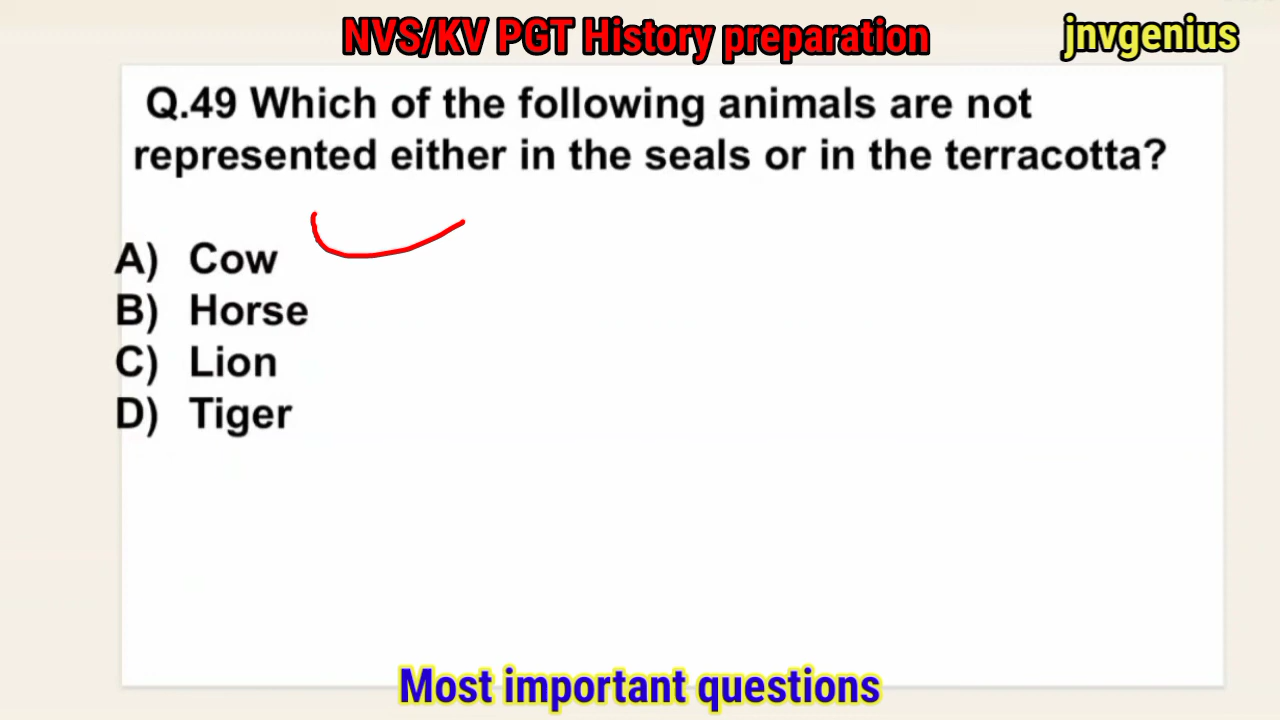 NVS/KV PGT History preparation
jnvgenius
Q.49 Which of the following animals are not
represented either in the seals or in the terracotta?
A) Cow
B) Horse
C) Lion
D) Tiger
Most important questions